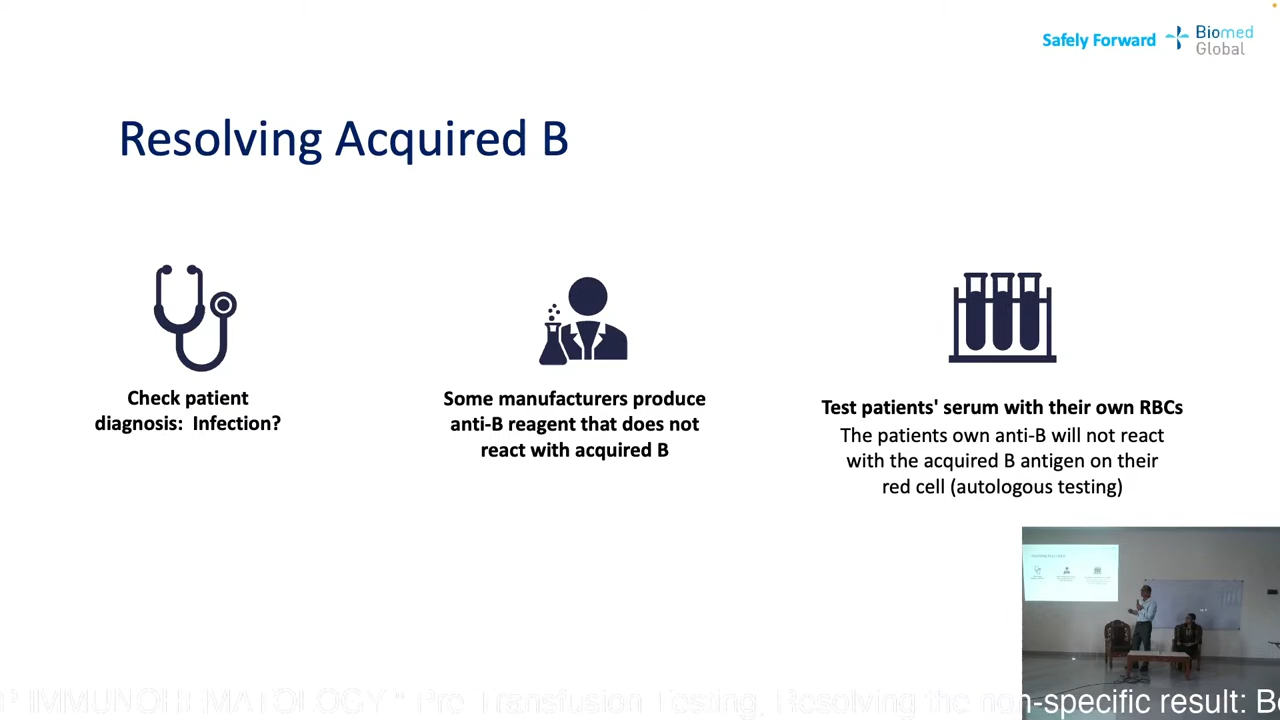 Safely Forward
Biomed
Global
Resolving Acquired B
Check patient
diagnosis: Infection?
Some manufacturers produce
anti-B reagent that does not
react with acquired B
Test patients' serum with their own RBCs
The patients own anti-B will not react
with the acquired B antigen on their
red cell (autologous testing)
IMMUNOHEMATOLOGY " Pre Transfusion Testing, Resolving the non-specific result: